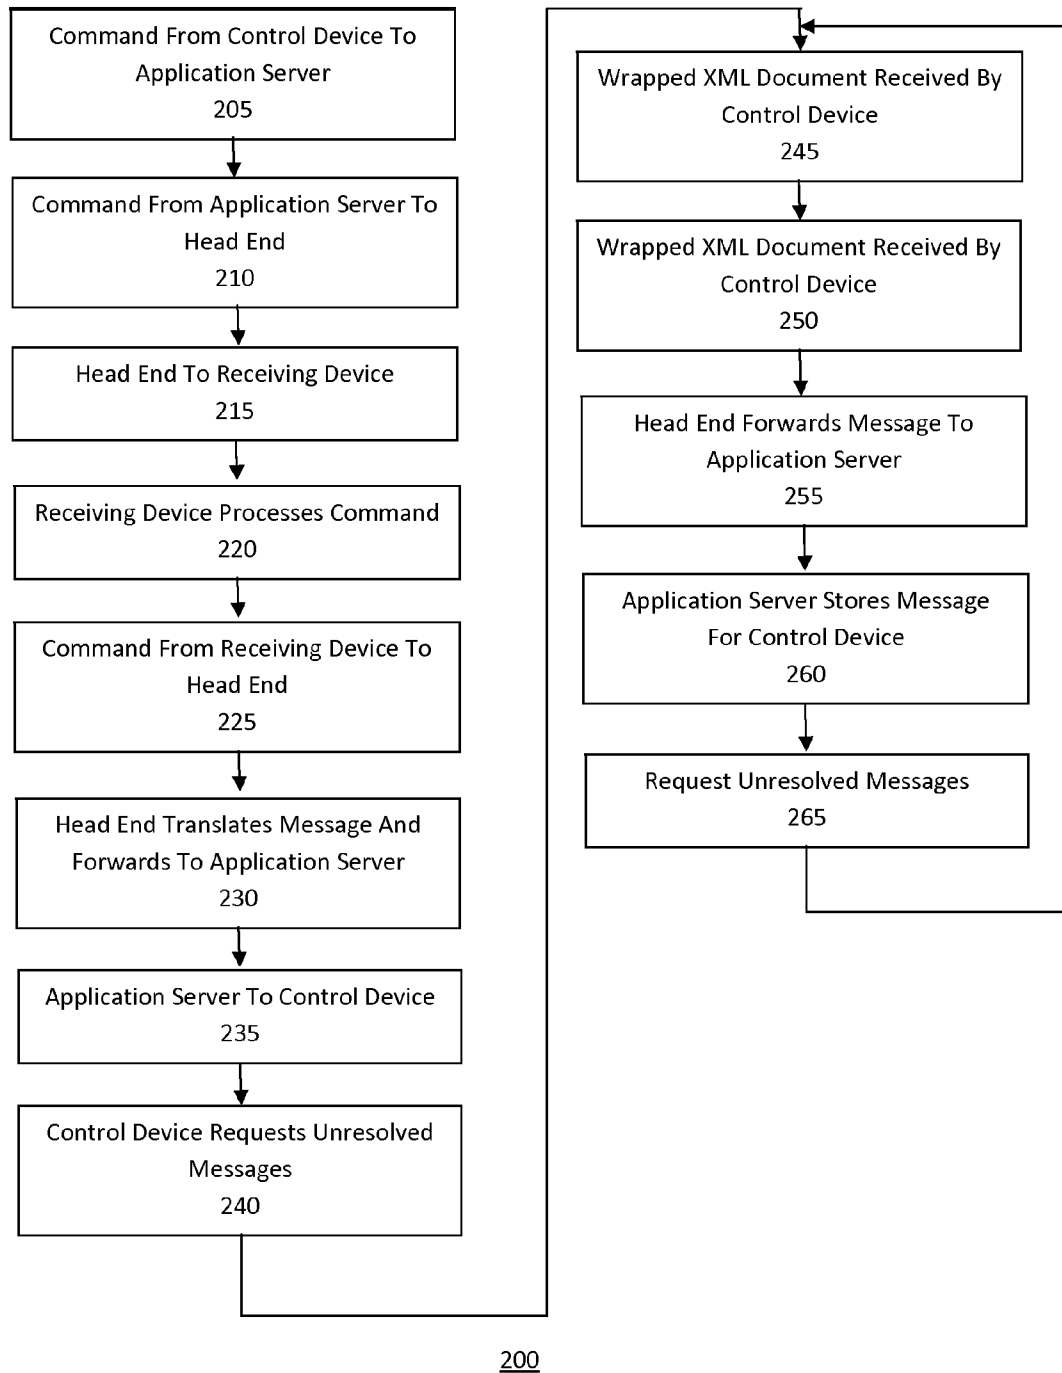 Command From Control Device To
Application Server
205
Command From Application Server To
Head End
210
Head End To Receiving Device
215
Receiving Device Processes Command
220
Command From Receiving Device To
Head End
225
Head End Translates Message And
Forwards To Application Server
230
Application Server To Control Device
235
Control Device Requests Unresolved
Messages
240
Wrapped XML Document Received By
Control Device
245
Wrapped XML Document Received By
Control Device
250
Head End Forwards Message To
Application Server
255
Application Server Stores Message
For Control Device
260
Request Unresolved Messages
265
200